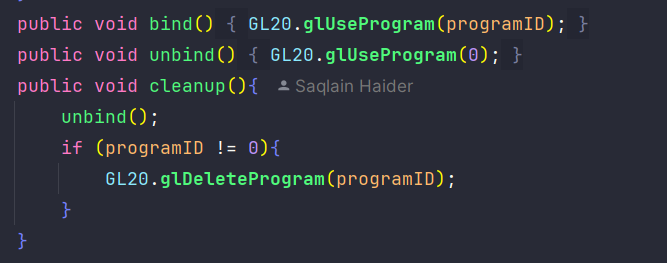 public void bind() { GL20.glUseProgram(programID); }
public void unbind() { GL20.glUseProgram(0); }
public void cleanup(){ Saqlain Haider
unbind();
if (programID != 0){
GL20.glDeleteProgram(programID);
}
}